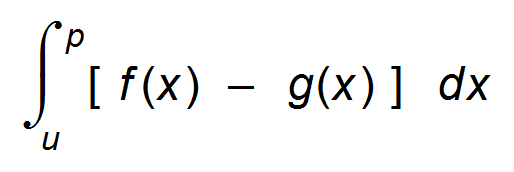 ∫ᵤᵖ [ f(x) – g(x) ] dx